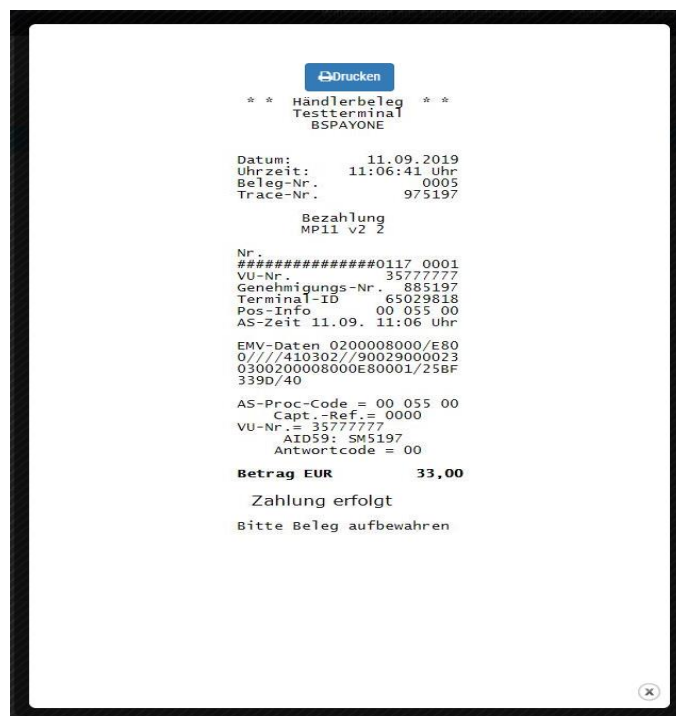 Drucken
* * Händlerbeleg * *
Testterminal
BSPAYONE
Datum: 11.09.2019
Uhrzeit: 11:06:41 Uhr
Beleg-Nr. 0005
Trace-Nr. 975197
Bezahlung
MP11 v2 2
Nr.
###############0117 0001
VU-Nr. 35777777
Genehmigungs-Nr. 885197
Terminal-ID 65029818
Pos-Info 00 055 00
AS-Zeit 11.09. 11:06 Uhr
EMV-Daten 0200008000/E80
0////410302//90029000023
0300200008000E80001/25BF
339D/40
AS-Proc-Code = 00 055 00
Capt.-Ref.= 0000
VU-Nr.= 35777777
AID59: SM5197
Antwortcode = 00
Betrag EUR 33,00
Zahlung erfolgt
Bitte Beleg aufbewahren